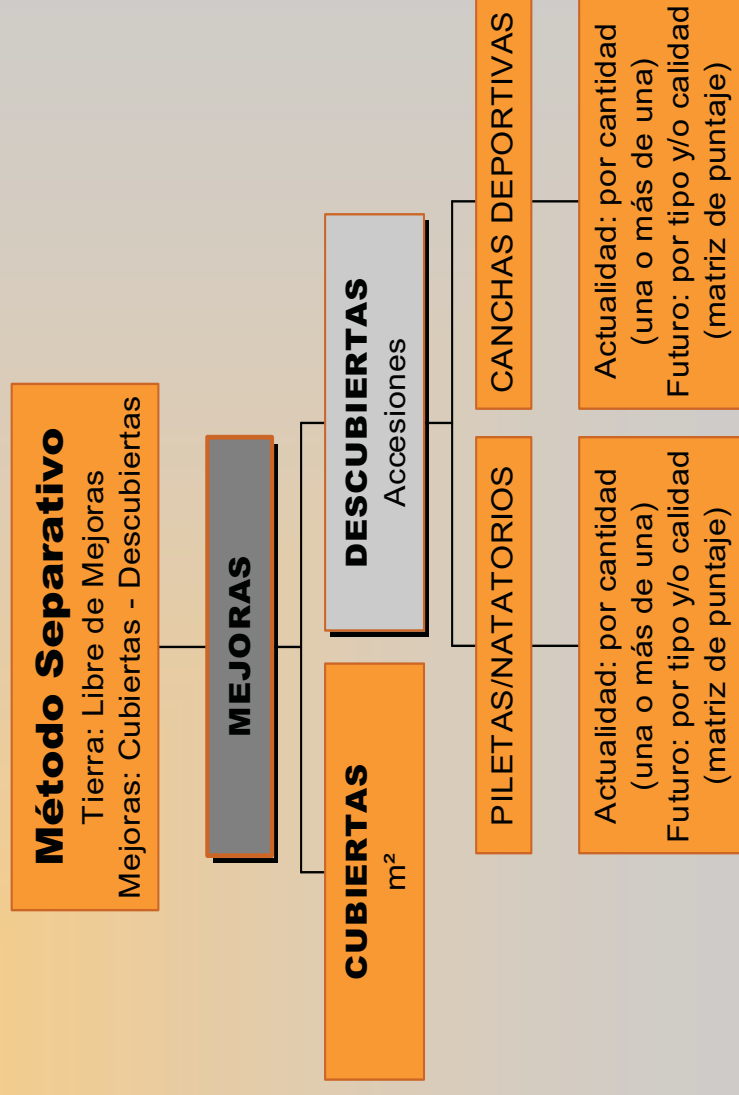 Método Separativo
Tierra: Libre de Mejoras
Mejoras: Cubiertas - Descubiertas
MEJORAS
CUBIERTAS
m²
DESCUBIERTAS
Accesiones
PILETAS/NATATORIOS
CANCHAS DEPORTIVAS
Actualidad: por cantidad
(una o más de una)
Futuro: por tipo y/o calidad
(matriz de puntaje)
Actualidad: por cantidad
(una o más de una)
Futuro: por tipo y/o calidad
(matriz de puntaje)